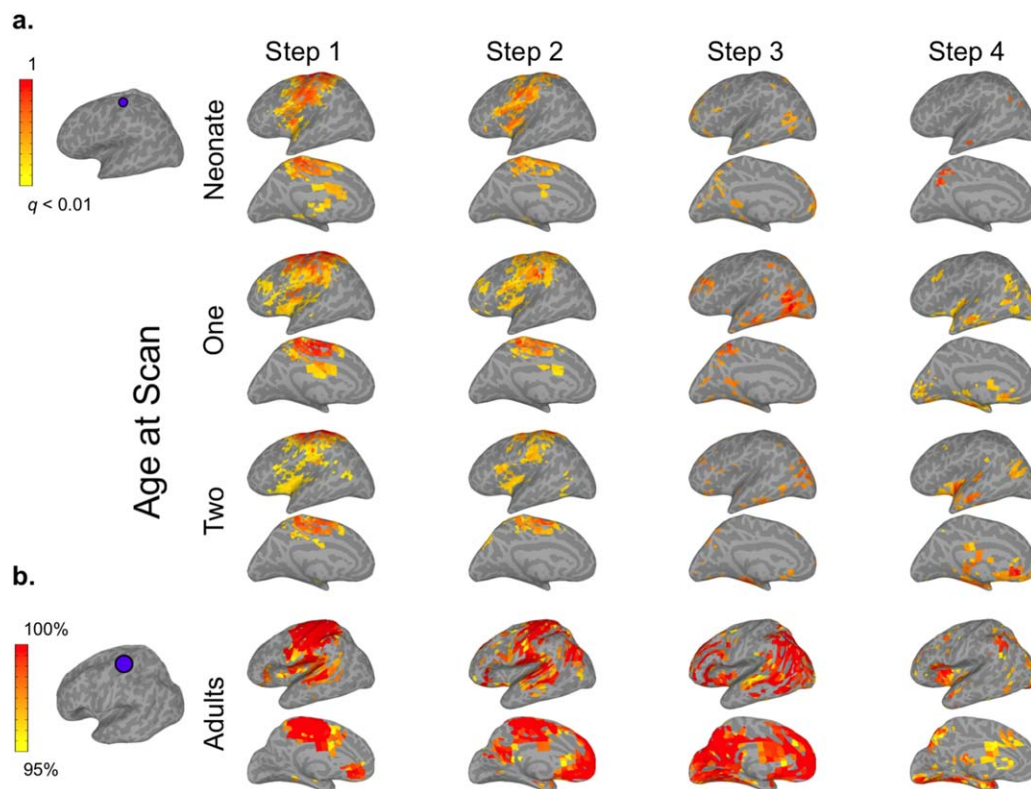 a.
Step 1 Step 2 Step 3 Step 4
1
q < 0.01
Neonate
One
Age at Scan
Two
b.
100%
95%
Adults